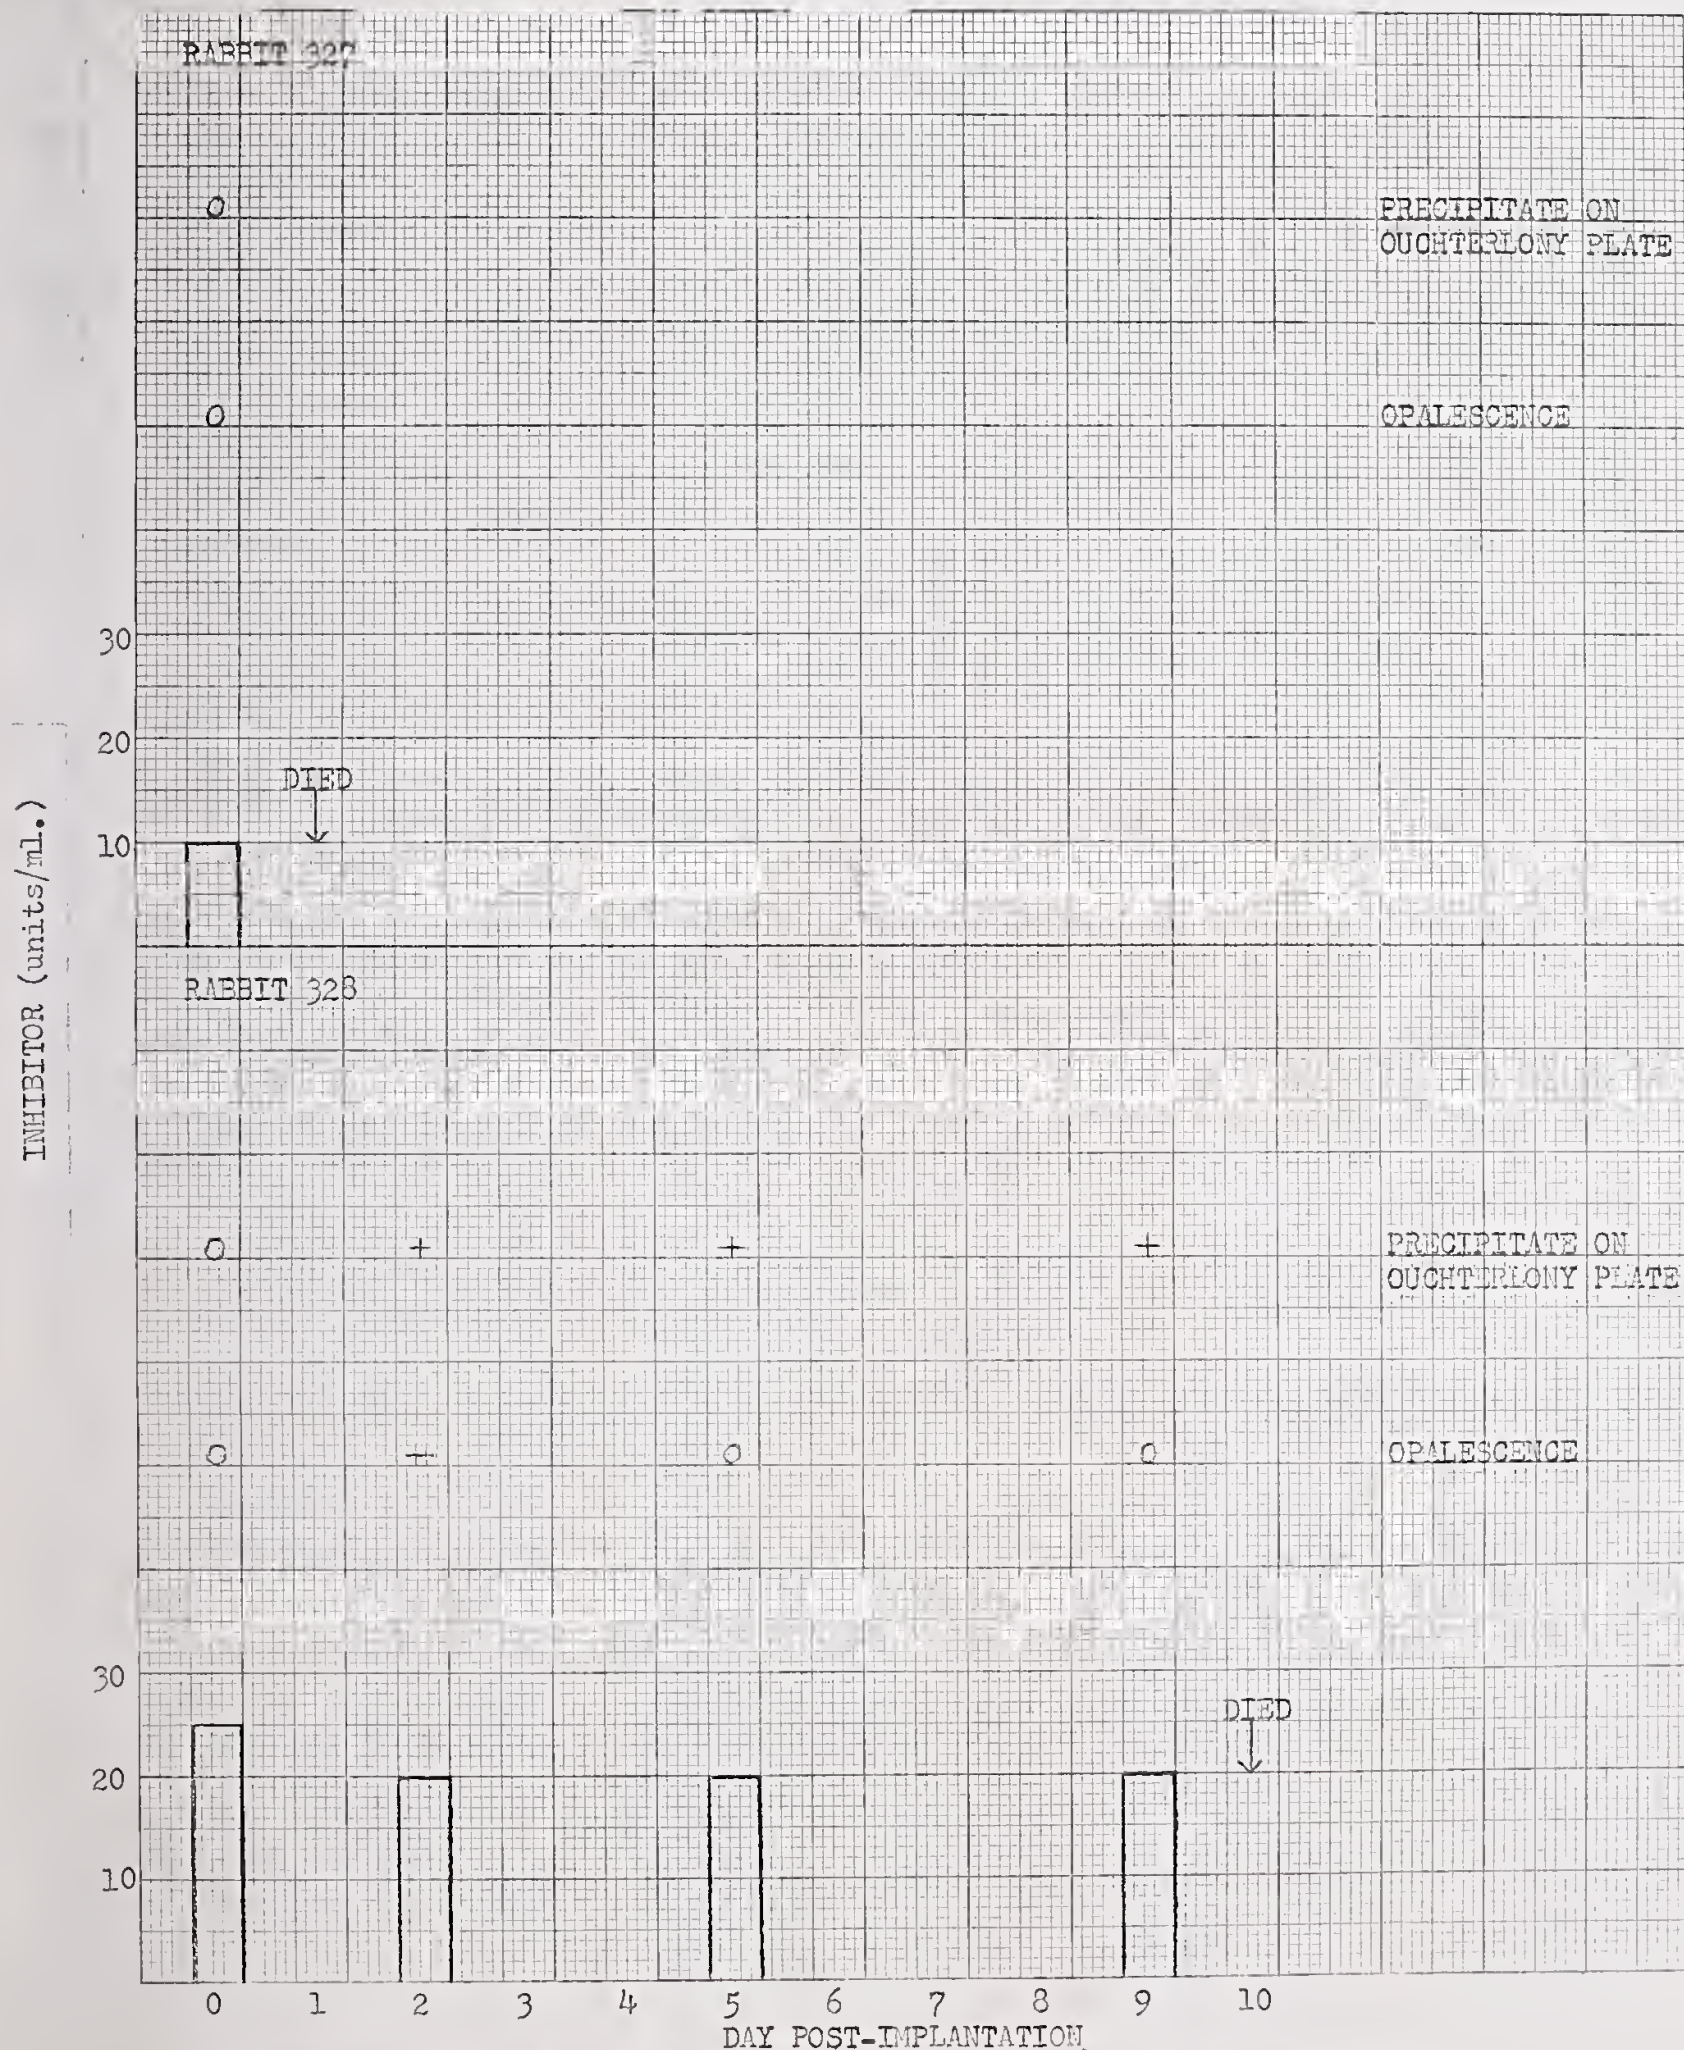 RABBIT 327
O
PRECIPITATE ON
OUCHTERLONY PLATE
O
OPALESCENCE
30
20
DIED
10
INHIBITOR (units/ml.)
RABBIT 328
O + + +
PRECIPITATE ON
OUCHTERLONY PLATE
O — O O
OPALESCENCE
30
DIED
20
10
0 1 2 3 4 5 6 7 8 9 10
DAY POST-IMPLANTATION